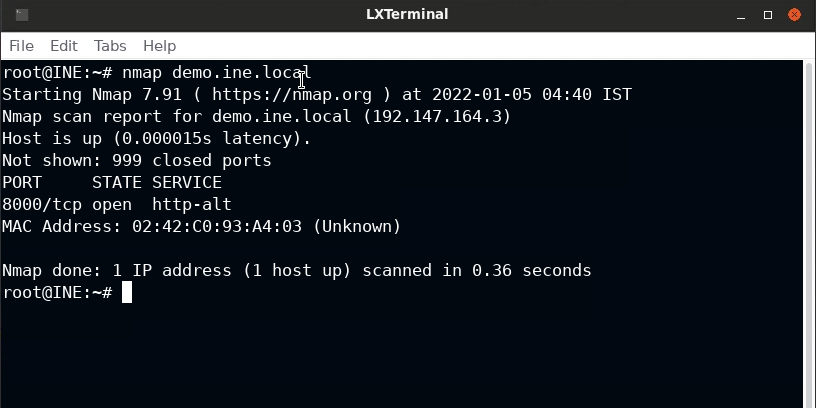 LXTerminal
File Edit Tabs Help
root@INE:~# nmap demo.ine.local
Starting Nmap 7.91 ( https://nmap.org ) at 2022-01-05 04:40 IST
Nmap scan report for demo.ine.local (192.147.164.3)
Host is up (0.000015s latency).
Not shown: 999 closed ports
PORT     STATE SERVICE
8000/tcp open  http-alt
MAC Address: 02:42:C0:93:A4:03 (Unknown)
Nmap done: 1 IP address (1 host up) scanned in 0.36 seconds
root@INE:~#